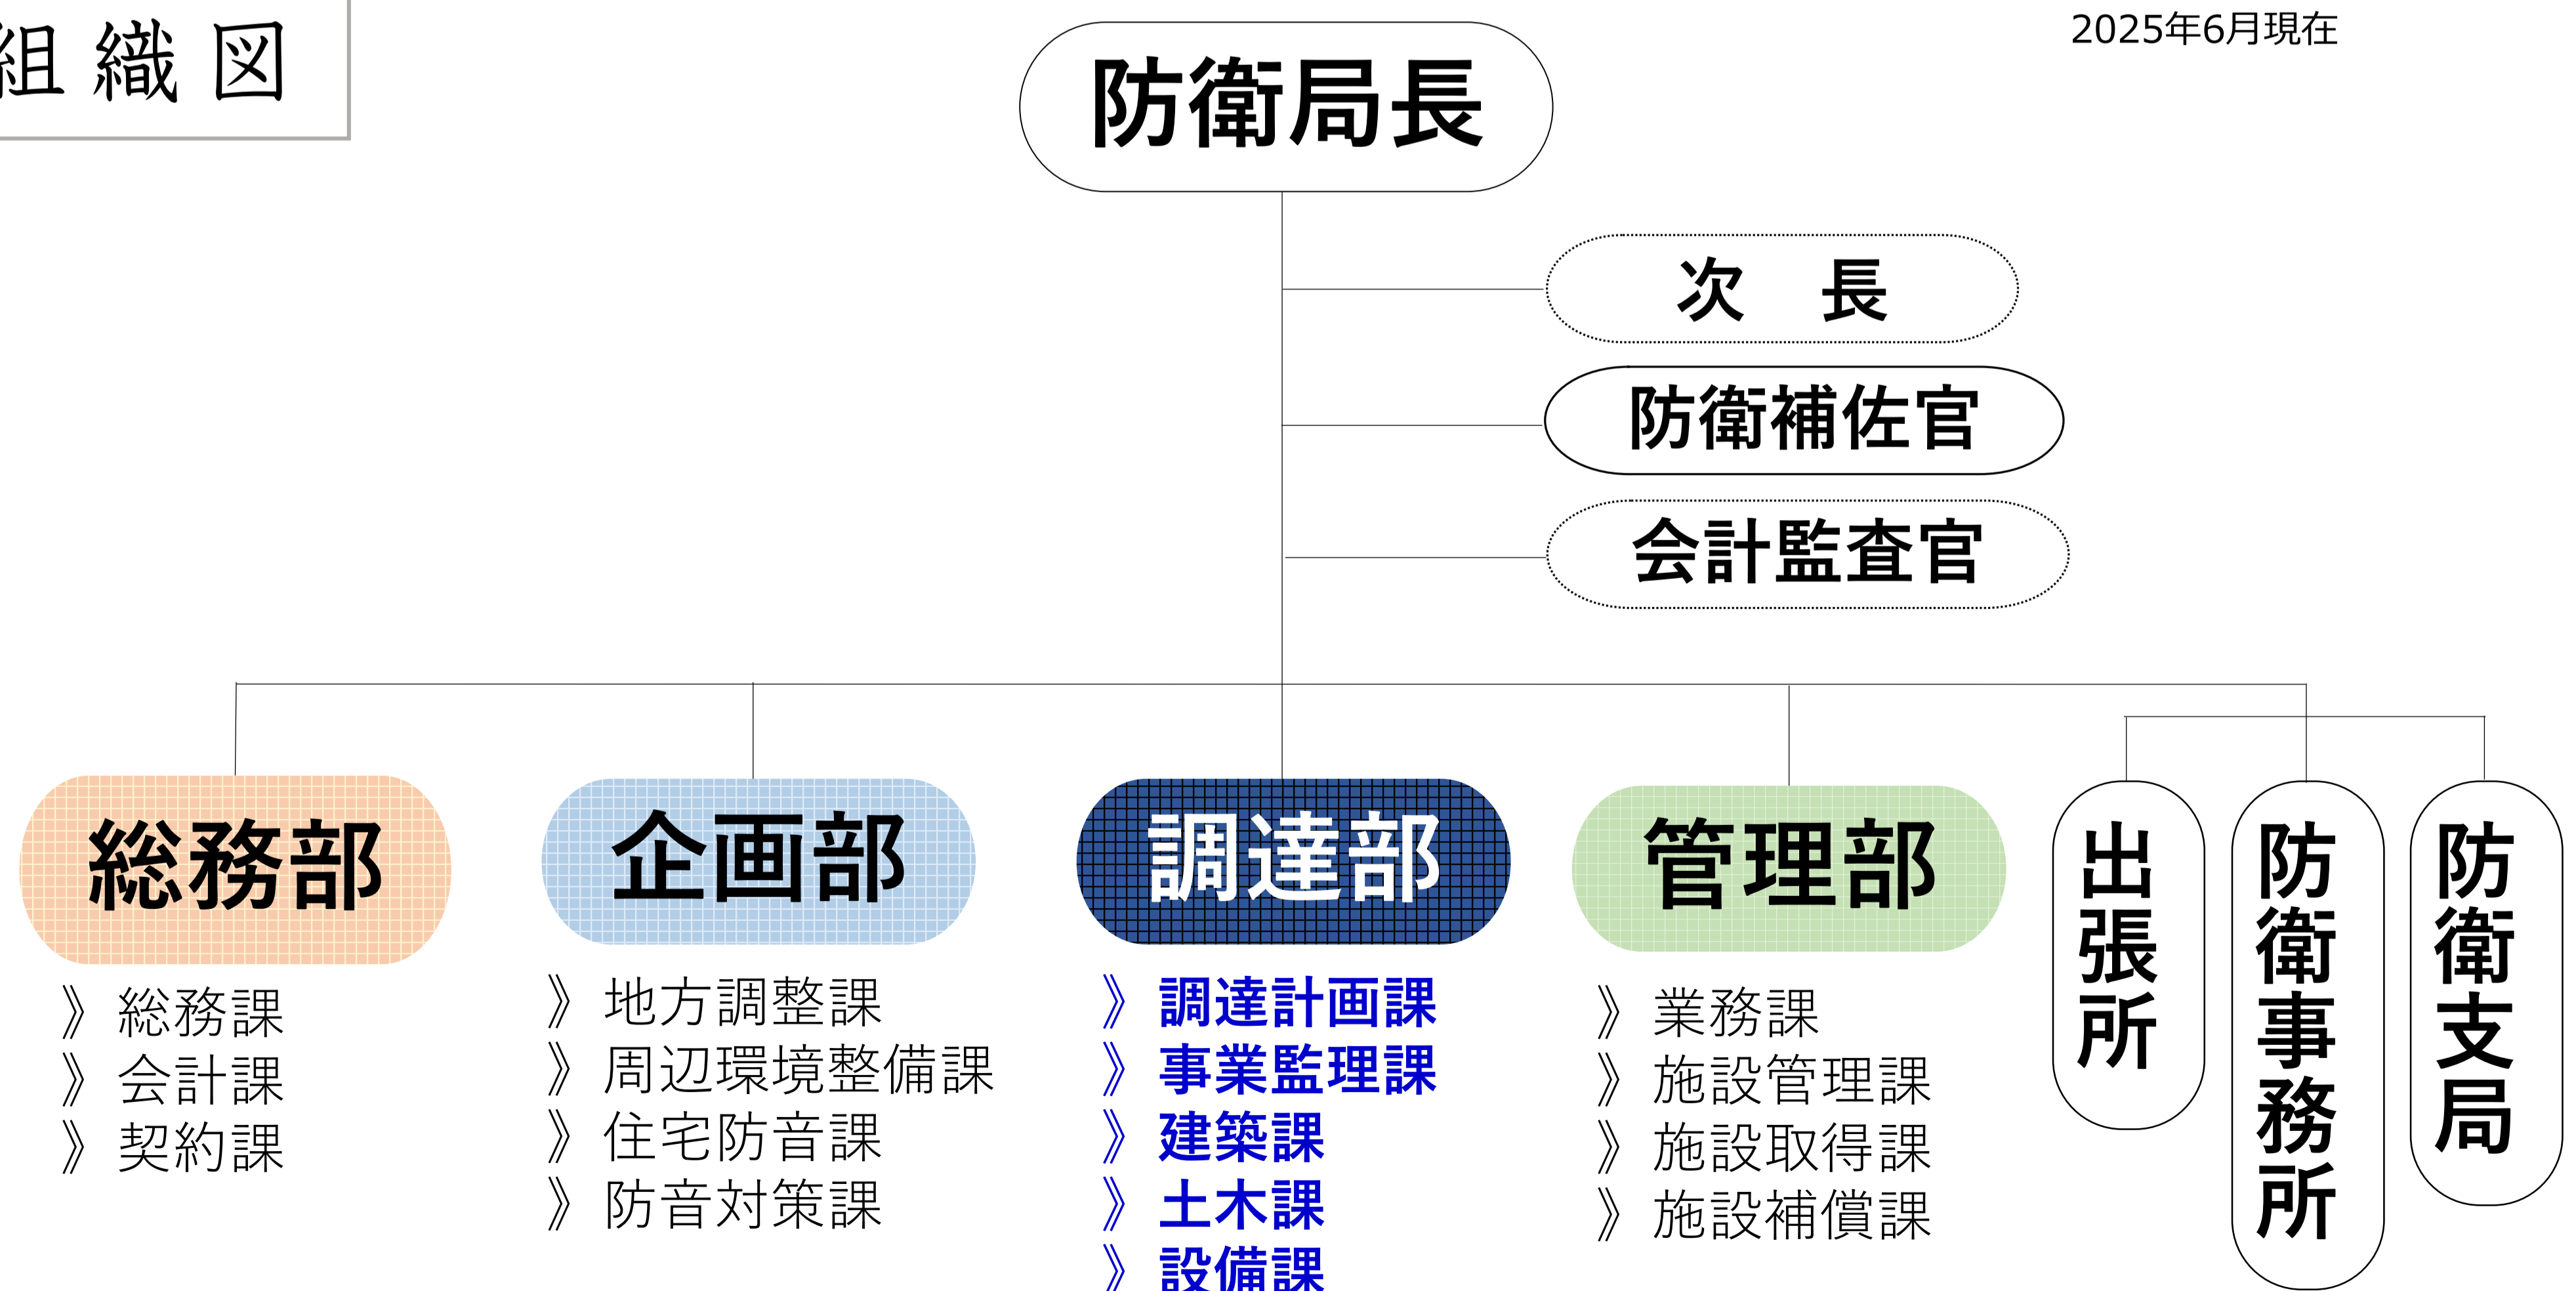 組織図
2025年6月現在
防衛局長
次　長
防衛補佐官
会計監査官
総務部
》 総務課
》 会計課
》 契約課
企画部
》 地方調整課
》 周辺環境整備課
》 住宅防音課
》 防音対策課
調達部
》 調達計画課
》 事業監理課
》 建築課
》 土木課
》 設備課
管理部
》 業務課
》 施設管理課
》 施設取得課
》 施設補償課
出張所
防衛事務所
防衛支局